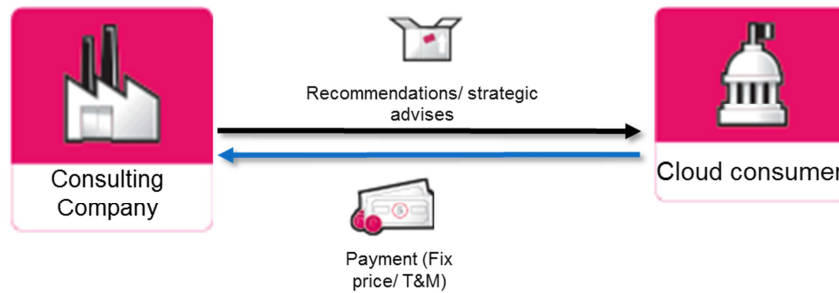 Recommendations/ strategic
advises
Consulting
Company
Cloud consumer
Payment (Fix
price/ T&M)